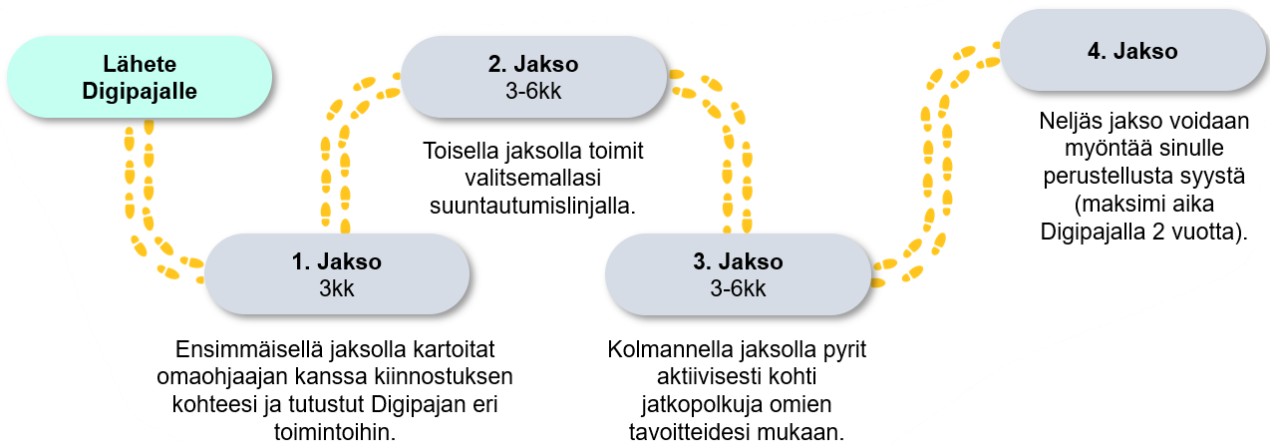 Lähete
Digipajalle
1. Jakso
3kk
Ensimmäisellä jaksolla kartoitat
omaohjaajan kanssa kiinnostuksen
kohteesi ja tutustut Digipajan eri
toimintoihin.
2. Jakso
3-6kk
Toisella jaksolla toimit
valitsemallasi
suuntautumislinjalla.
3. Jakso
3-6kk
Kolmannella jaksolla pyrit
aktiivisesti kohti
jatkopolkuja omien
tavoitteidesi mukaan.
4. Jakso
Neljäs jakso voidaan
myöntää sinulle
perustellusta syystä
(maksimi aika
Digipajalla 2 vuotta).